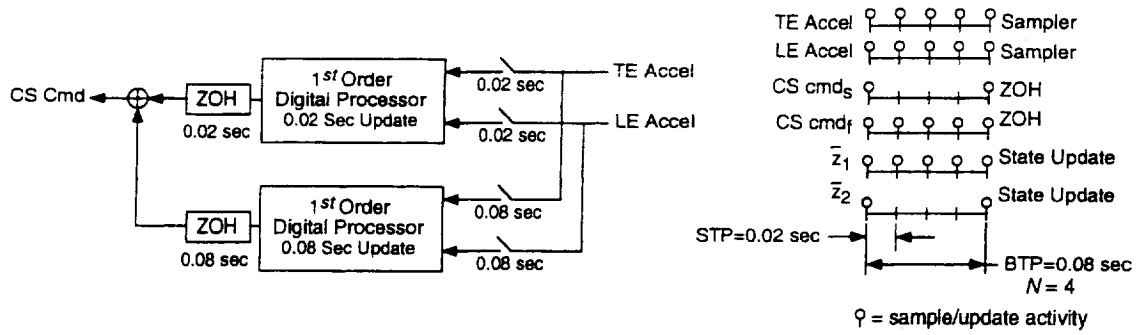 1st Order
Digital Processor
0.02 Sec Update
ZOH
0.02 sec
CS Cmd
0.02 sec
0.02 sec
TE Accel
LE Accel
1st Order
Digital Processor
0.08 Sec Update
ZOH
0.08 sec
0.08 sec
0.08 sec
TE Accel Sampler
LE Accel Sampler
CS cmds ZOH
CS cmdf ZOH
z̄1 State Update
z̄2 State Update
STP=0.02 sec
BTP=0.08 sec
N = 4
= sample/update activity